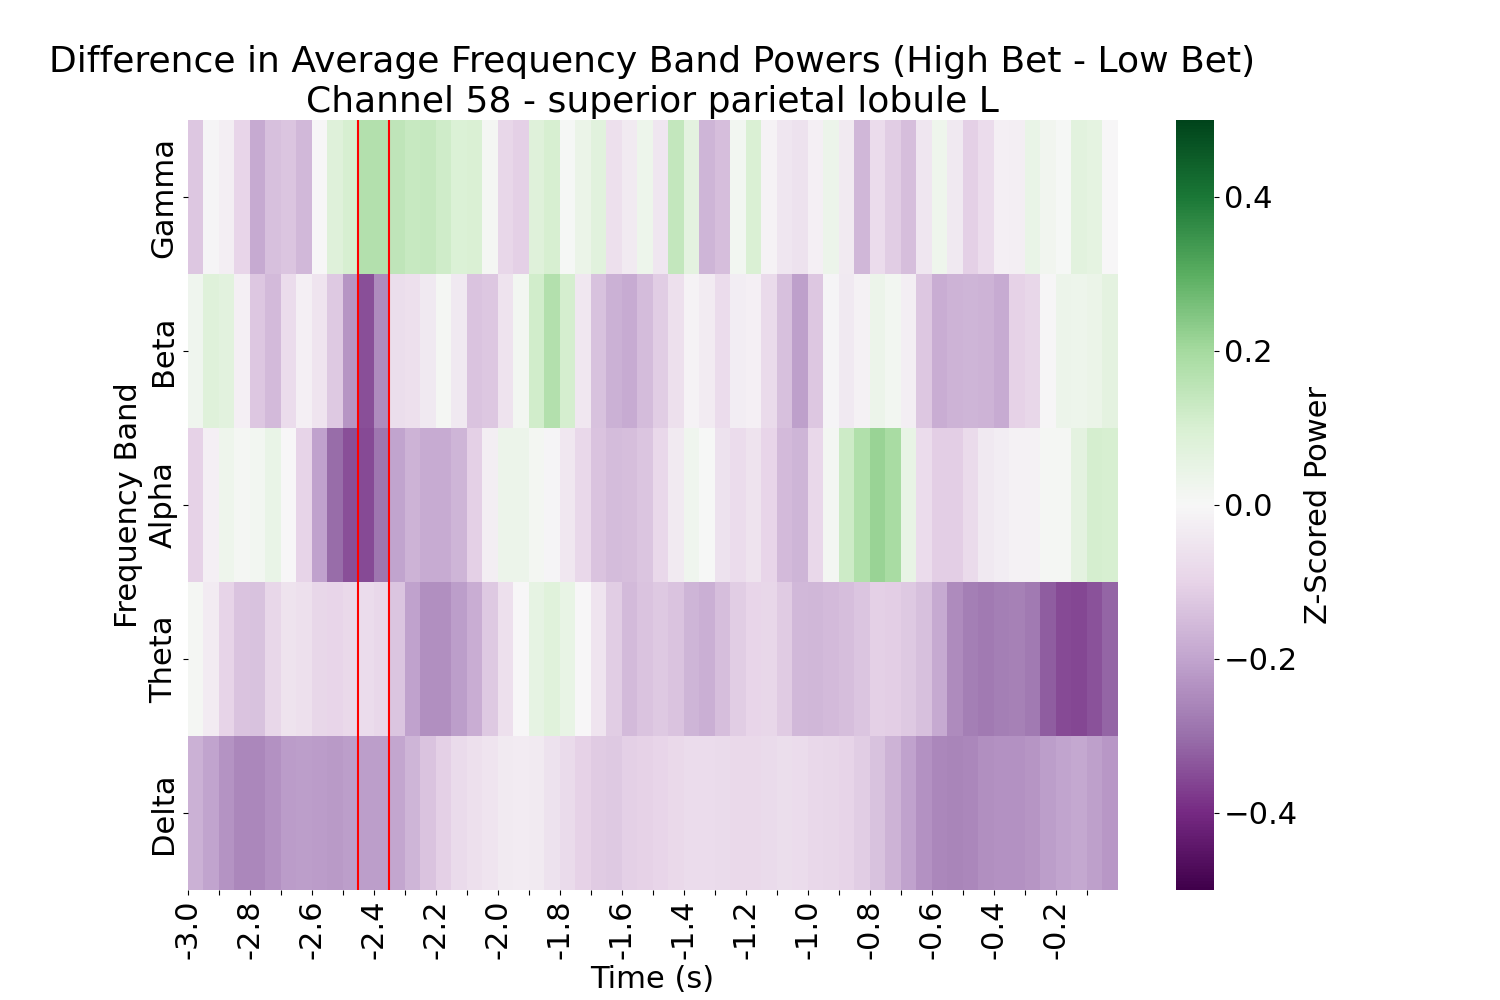 Difference in Average Frequency Band Powers (High Bet - Low Bet)
Channel 58 - superior parietal lobule L
Frequency Band
Gamma
Beta
Alpha
Theta
Delta
-3.0
-2.8
-2.6
-2.4
-2.2
-2.0
-1.8
-1.6
-1.4
-1.2
-1.0
-0.8
-0.6
-0.4
-0.2
Time (s)
0.4
0.2
0.0
−0.2
−0.4
Z-Scored Power